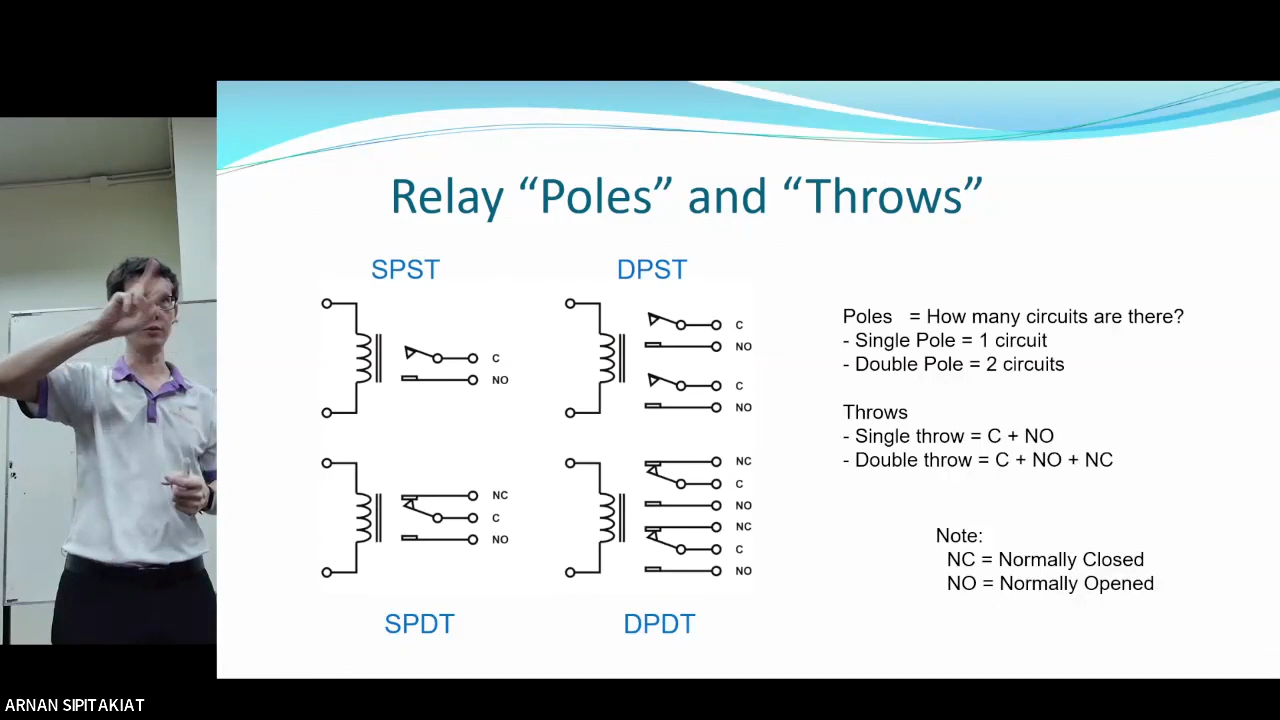 Relay “Poles” and “Throws”
SPST
DPST
C
NO
C
NO
C
NO
NC
C
NO
NC
C
NO
NC
C
NO
SPDT
DPDT
Poles = How many circuits are there?
- Single Pole = 1 circuit
- Double Pole = 2 circuits
Throws
- Single throw = C + NO
- Double throw = C + NO + NC
Note:
NC = Normally Closed
NO = Normally Opened
ARNAN SIPITAKIAT